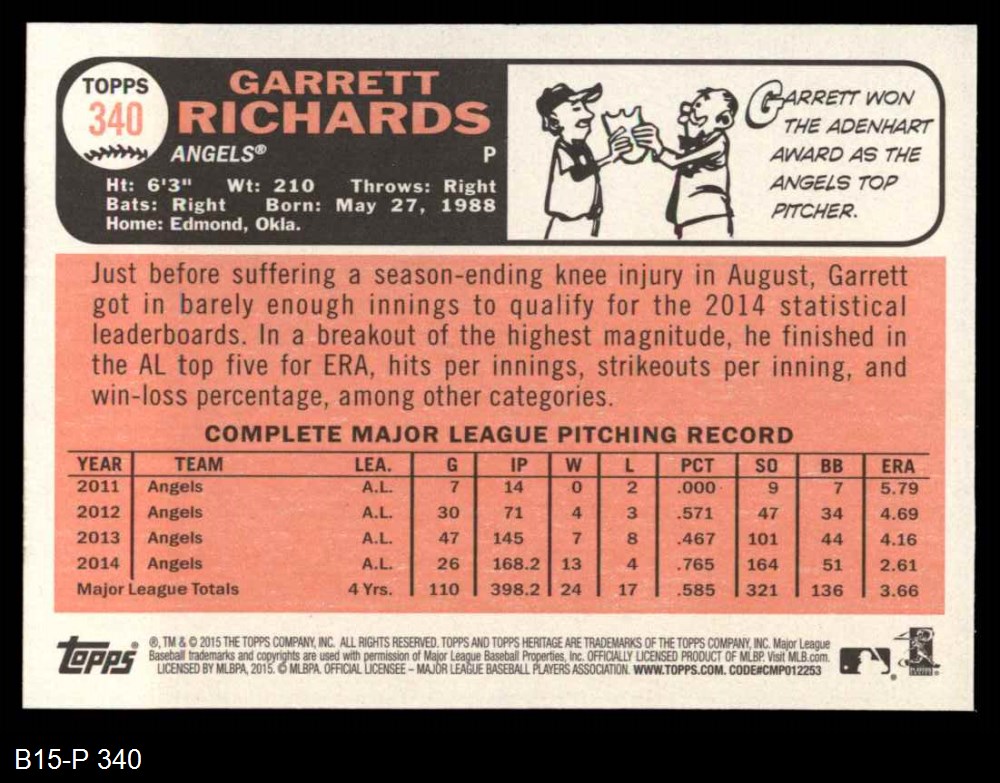 TOPPS
340
GARRETT
RICHARDS
ANGELS® P
Ht: 6'3" Wt: 210 Throws: Right
Bats: Right Born: May 27, 1988
Home: Edmond, Okla.
GARRETT WON
THE ADENHART
AWARD AS THE
ANGELS TOP
PITCHER.
Just before suffering a season-ending knee injury in August, Garrett
got in barely enough innings to qualify for the 2014 statistical
leaderboards. In a breakout of the highest magnitude, he finished in
the AL top five for ERA, hits per innings, strikeouts per inning, and
win-loss percentage, among other categories.
COMPLETE MAJOR LEAGUE PITCHING RECORD
YEAR TEAM LEA. G IP W L PCT SO BB ERA
2011 Angels A.L. 7 14 0 2 .000 9 7 5.79
2012 Angels A.L. 30 71 4 3 .571 47 34 4.69
2013 Angels A.L. 47 145 7 8 .467 101 44 4.16
2014 Angels A.L. 26 168.2 13 4 .765 164 51 2.61
Major League Totals 4 Yrs. 110 398.2 24 17 .585 321 136 3.66
topps®
®, TM & © 2015 THE TOPPS COMPANY, INC. ALL RIGHTS RESERVED. TOPPS AND TOPPS HERITAGE ARE TRADEMARKS OF THE TOPPS COMPANY, INC. Major League
Baseball trademarks and copyrights are used with permission of Major League Baseball Properties, Inc. OFFICIALLY LICENSED PRODUCT OF MLBP. Visit MLB.com.
LICENSED BY MLBPA, 2015. © MLBPA. OFFICIAL LICENSEE – MAJOR LEAGUE BASEBALL PLAYERS ASSOCIATION. WWW.TOPPS.COM. CODE#CMP012253
B15-P 340